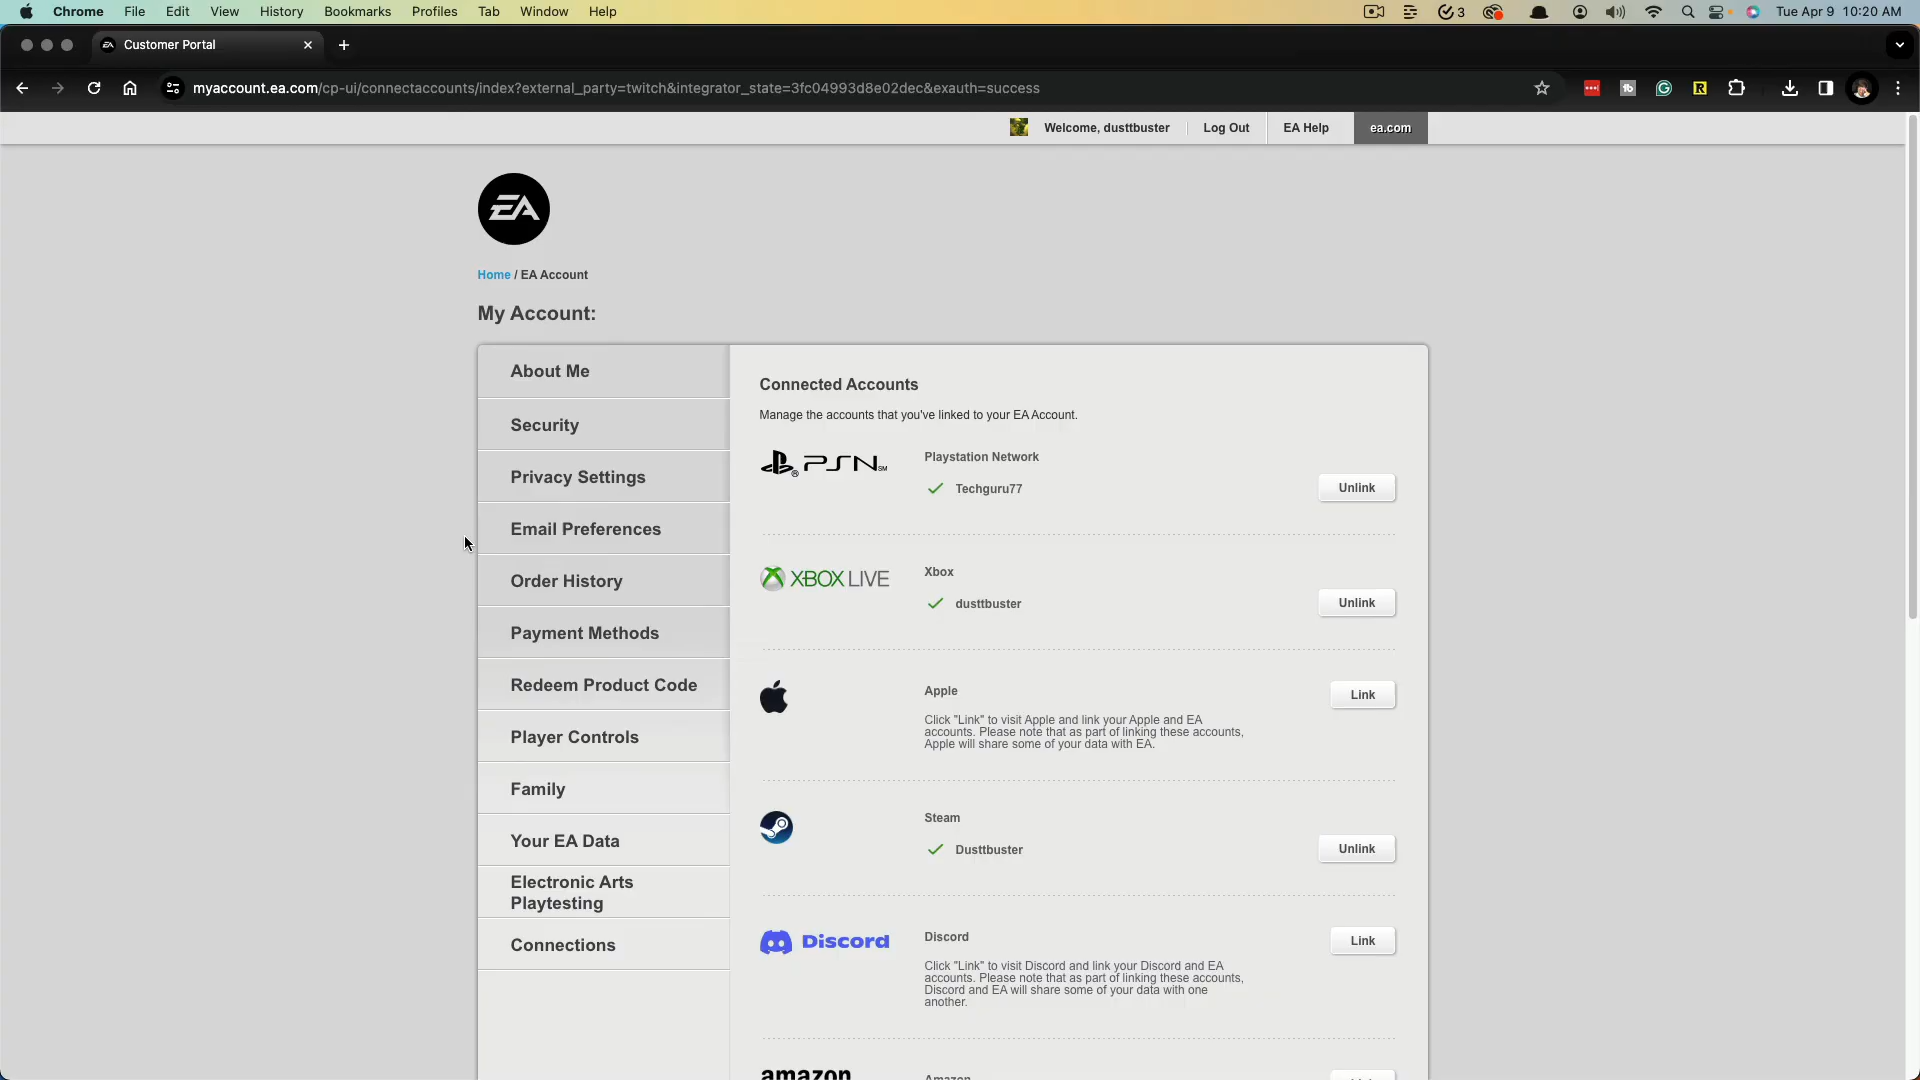 Chrome File Edit View History Bookmarks Profiles Tab Window Help 3 Tue Apr 9 10:20 AM
Customer Portal
myaccount.ea.com/cp-ui/connectaccounts/index?external_party=twitch&integrator_state=3fc04993d8e02dec&exauth=success
Welcome, dusttbuster Log Out EA Help ea.com
EA
Home / EA Account
My Account:
About Me
Security
Privacy Settings
Email Preferences
Order History
Payment Methods
Redeem Product Code
Player Controls
Family
Your EA Data
Electronic Arts
Playtesting
Connections
Connected Accounts
Manage the accounts that you've linked to your EA Account.
PSN
Playstation Network
Techguru77
Unlink
XBOX LIVE
Xbox
dusttbuster
Unlink
Apple
Click "Link" to visit Apple and link your Apple and EA
accounts. Please note that as part of linking these accounts,
Apple will share some of your data with EA.
Link
Steam
Dusttbuster
Unlink
Discord
Discord
Click "Link" to visit Discord and link your Discord and EA
accounts. Please note that as part of linking these accounts,
Discord and EA will share some of your data with one
another.
Link
amazon
Amazon